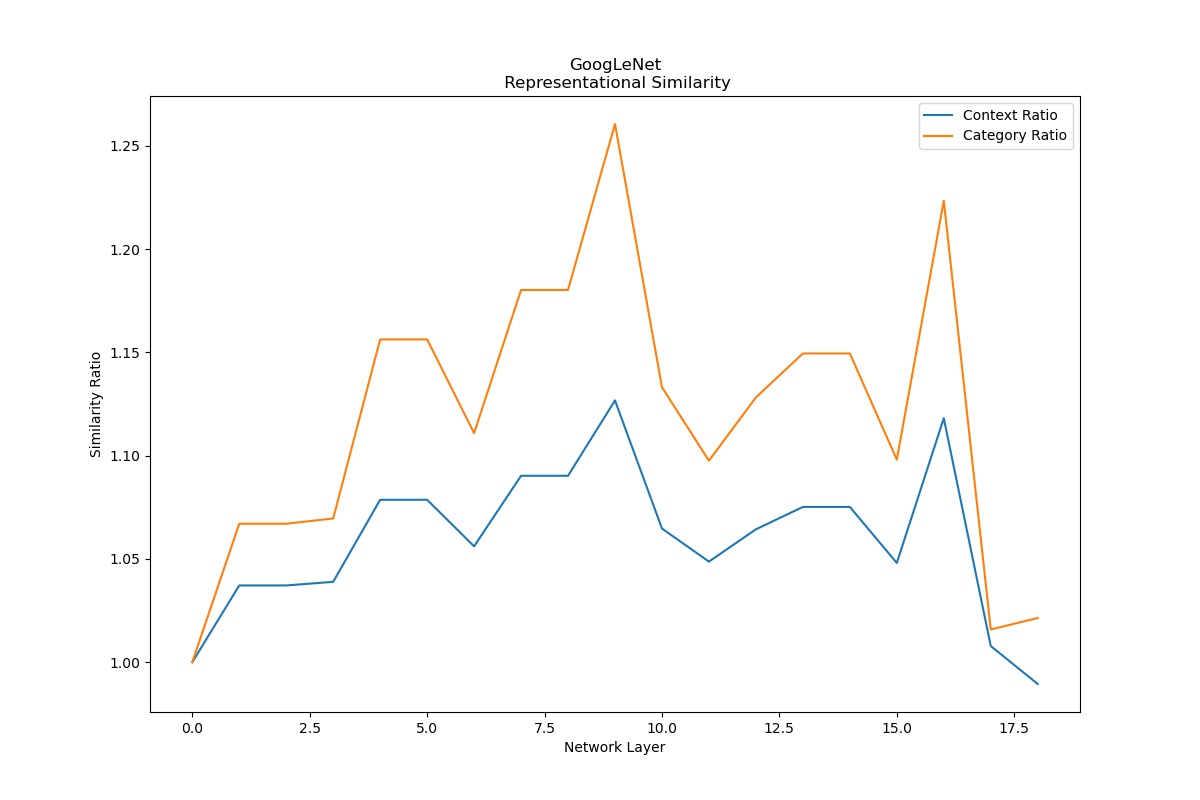 GoogLeNet
Representational Similarity
Context Ratio
Category Ratio
Similarity Ratio
1.25
1.20
1.15
1.10
1.05
1.00
0.0 2.5 5.0 7.5 10.0 12.5 15.0 17.5
Network Layer